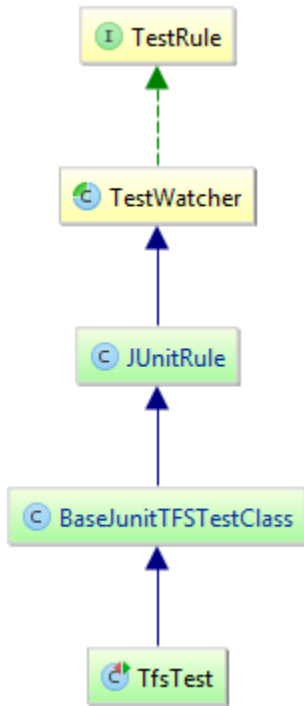 I TestRule
C TestWatcher
C JUnitRule
C BaseJunitTFSTestClass
C TfsTest